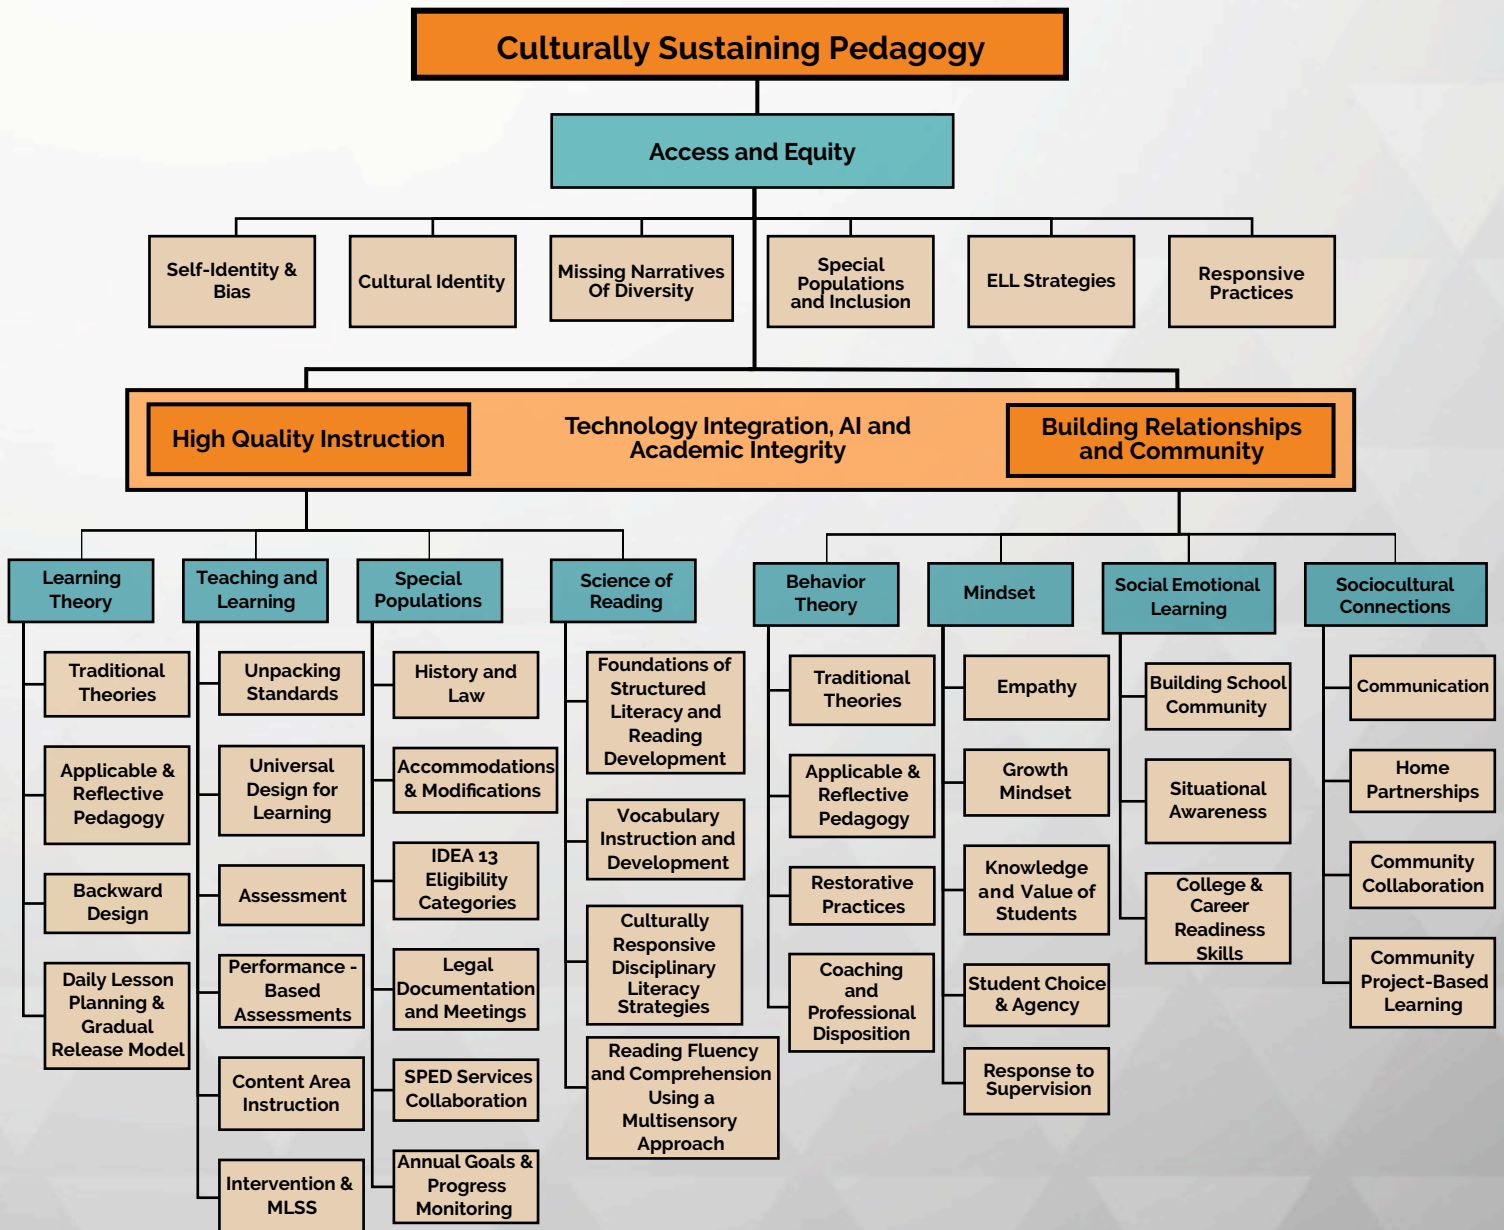 Culturally Sustaining Pedagogy
Access and Equity
Self-Identity &
Bias
Cultural Identity
Missing Narratives
Of Diversity
Special
Populations
and Inclusion
ELL Strategies
Responsive
Practices
High Quality Instruction
Technology Integration, AI and
Academic Integrity
Building Relationships
and Community
Learning
Theory
Traditional
Theories
Applicable &
Reflective
Pedagogy
Backward
Design
Daily Lesson
Planning &
Gradual
Release Model
Teaching and
Learning
Unpacking
Standards
Universal
Design for
Learning
Assessment
Performance -
Based
Assessments
Content Area
Instruction
Intervention &
MLSS
Special
Populations
History and
Law
Accommodations
& Modifications
IDEA 13
Eligibility
Categories
Legal
Documentation
and Meetings
SPED Services
Collaboration
Annual Goals &
Progress
Monitoring
Science of
Reading
Foundations of
Structured
Literacy and
Reading
Development
Vocabulary
Instruction and
Development
Culturally
Responsive
Disciplinary
Literacy
Strategies
Reading Fluency
and Comprehension
Using a
Multisensory
Approach
Behavior
Theory
Traditional
Theories
Applicable &
Reflective
Pedagogy
Restorative
Practices
Coaching
and
Professional
Disposition
Mindset
Empathy
Growth
Mindset
Knowledge
and Value of
Students
Student Choice
& Agency
Response to
Supervision
Social Emotional
Learning
Building School
Community
Situational
Awareness
College &
Career
Readiness
Skills
Sociocultural
Connections
Communication
Home
Partnerships
Community
Collaboration
Community
Project-Based
Learning